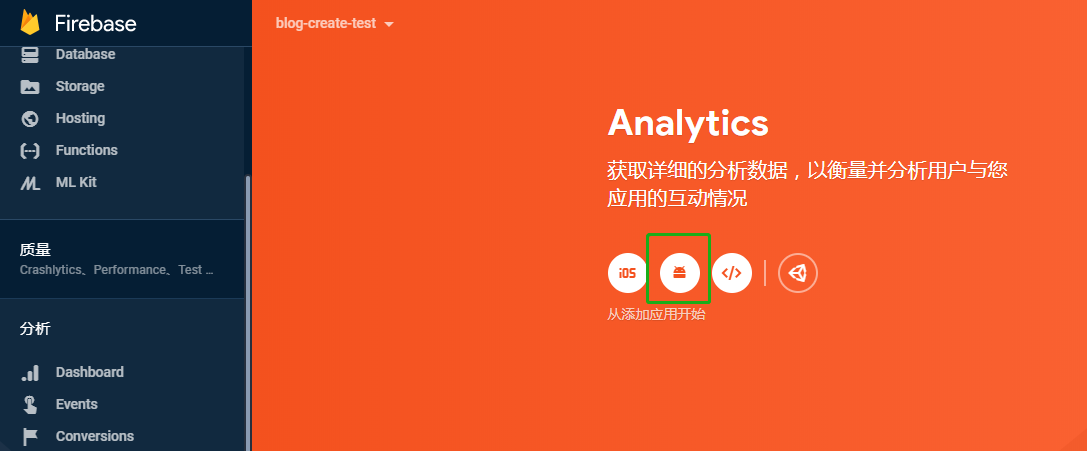 Firebase
Database
Storage
Hosting
Functions
ML Kit
质量
Crashlytics、Performance、Test ...
分析
Dashboard
Events
Conversions
blog-create-test
Analytics
获取详细的分析数据，以衡量并分析用户与您
应用的互动情况
iOS
从添加应用开始